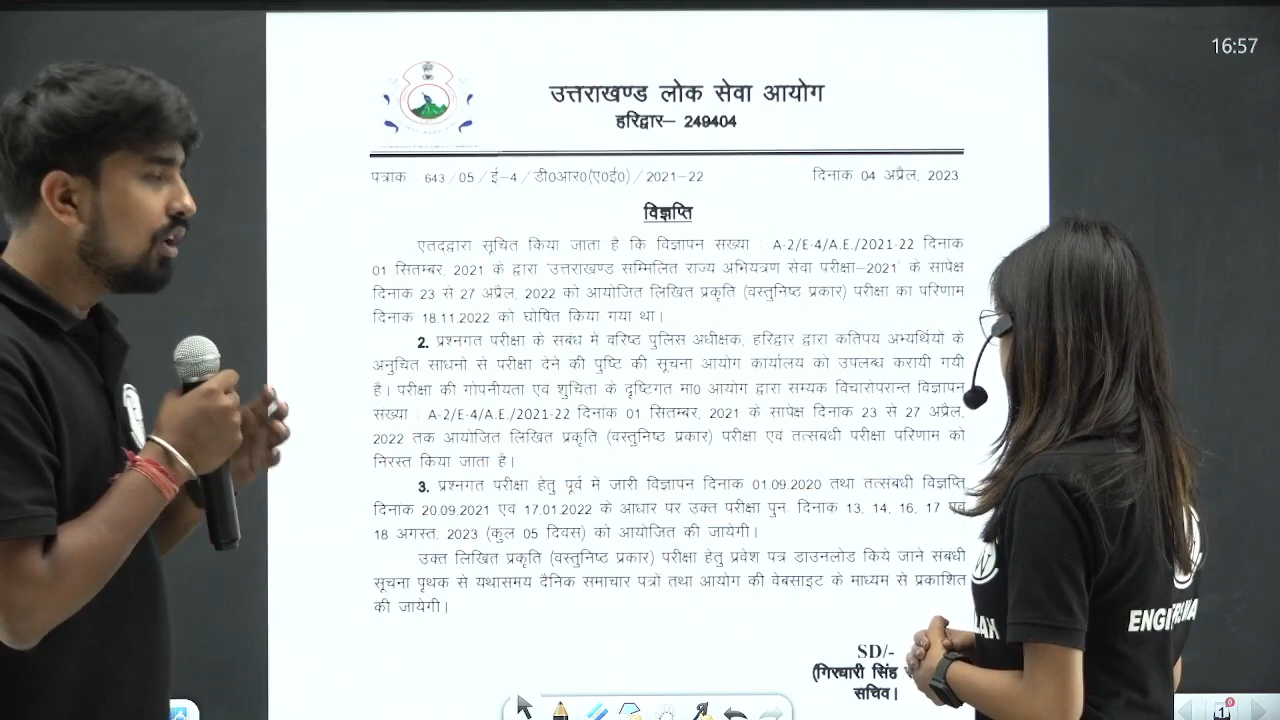 16:57
उत्तराखण्ड लोक सेवा आयोग
हरिद्वार– 249404
पत्रांक : 643 / 05 / ई–4 / डी0आर0(ए0ई0) / 2021–22 दिनांक 04 अप्रैल, 2023
विज्ञप्ति
एतदद्वारा सूचित किया जाता है कि विज्ञापन संख्या : A-2/E-4/A.E./2021-22 दिनांक
01 सितम्बर, 2021 के द्वारा 'उत्तराखण्ड सम्मिलित राज्य अभियंत्रण सेवा परीक्षा–2021' के सापेक्ष
दिनांक 23 से 27 अप्रैल, 2022 को आयोजित लिखित प्रकृति (वस्तुनिष्ठ प्रकार) परीक्षा का परिणाम
दिनांक 18.11.2022 को घोषित किया गया था।
2. प्रश्नगत परीक्षा के संबंध में वरिष्ठ पुलिस अधीक्षक, हरिद्वार द्वारा कतिपय अभ्यर्थियों के
अनुचित साधनों से परीक्षा देने की पुष्टि की सूचना आयोग कार्यालय को उपलब्ध करायी गयी
है। परीक्षा की गोपनीयता एवं शुचिता के दृष्टिगत मा0 आयोग द्वारा सम्यक विचारोपरान्त विज्ञापन
संख्या : A-2/E-4/A.E./2021-22 दिनांक 01 सितम्बर, 2021 के सापेक्ष दिनांक 23 से 27 अप्रैल,
2022 तक आयोजित लिखित प्रकृति (वस्तुनिष्ठ प्रकार) परीक्षा एवं तत्संबंधी परीक्षा परिणाम को
निरस्त किया जाता है।
3. प्रश्नगत परीक्षा हेतु पूर्व में जारी विज्ञापन दिनांक 01.09.2020 तथा तत्संबंधी विज्ञप्ति
दिनांक 20.09.2021 एवं 17.01.2022 के आधार पर उक्त परीक्षा पुनः दिनांक 13, 14, 16, 17 एवं
18 अगस्त, 2023 (कुल 05 दिवस) को आयोजित की जायेगी।
उक्त लिखित प्रकृति (वस्तुनिष्ठ प्रकार) परीक्षा हेतु प्रवेश पत्र डाउनलोड किये जाने संबंधी
सूचना पृथक से यथासमय दैनिक समाचार पत्रों तथा आयोग की वेबसाइट के माध्यम से प्रकाशित
की जायेगी।
SD/-
(गिरधारी सिंह
सचिव।